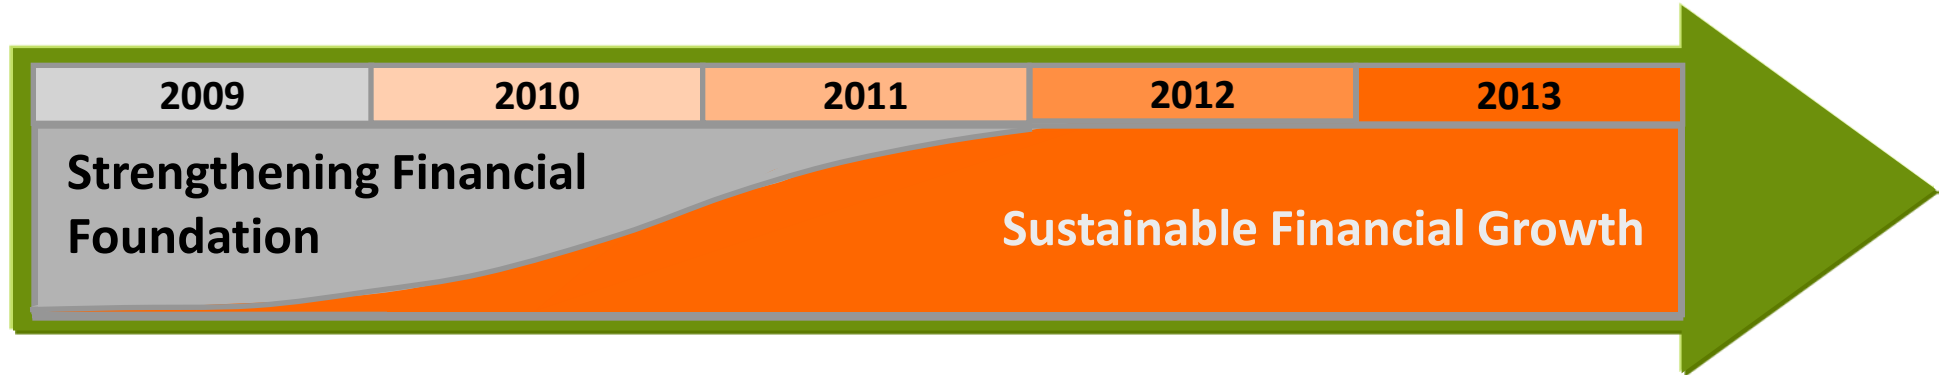 2009 2010 2011 2012 2013
Strengthening Financial
Foundation
Sustainable Financial Growth